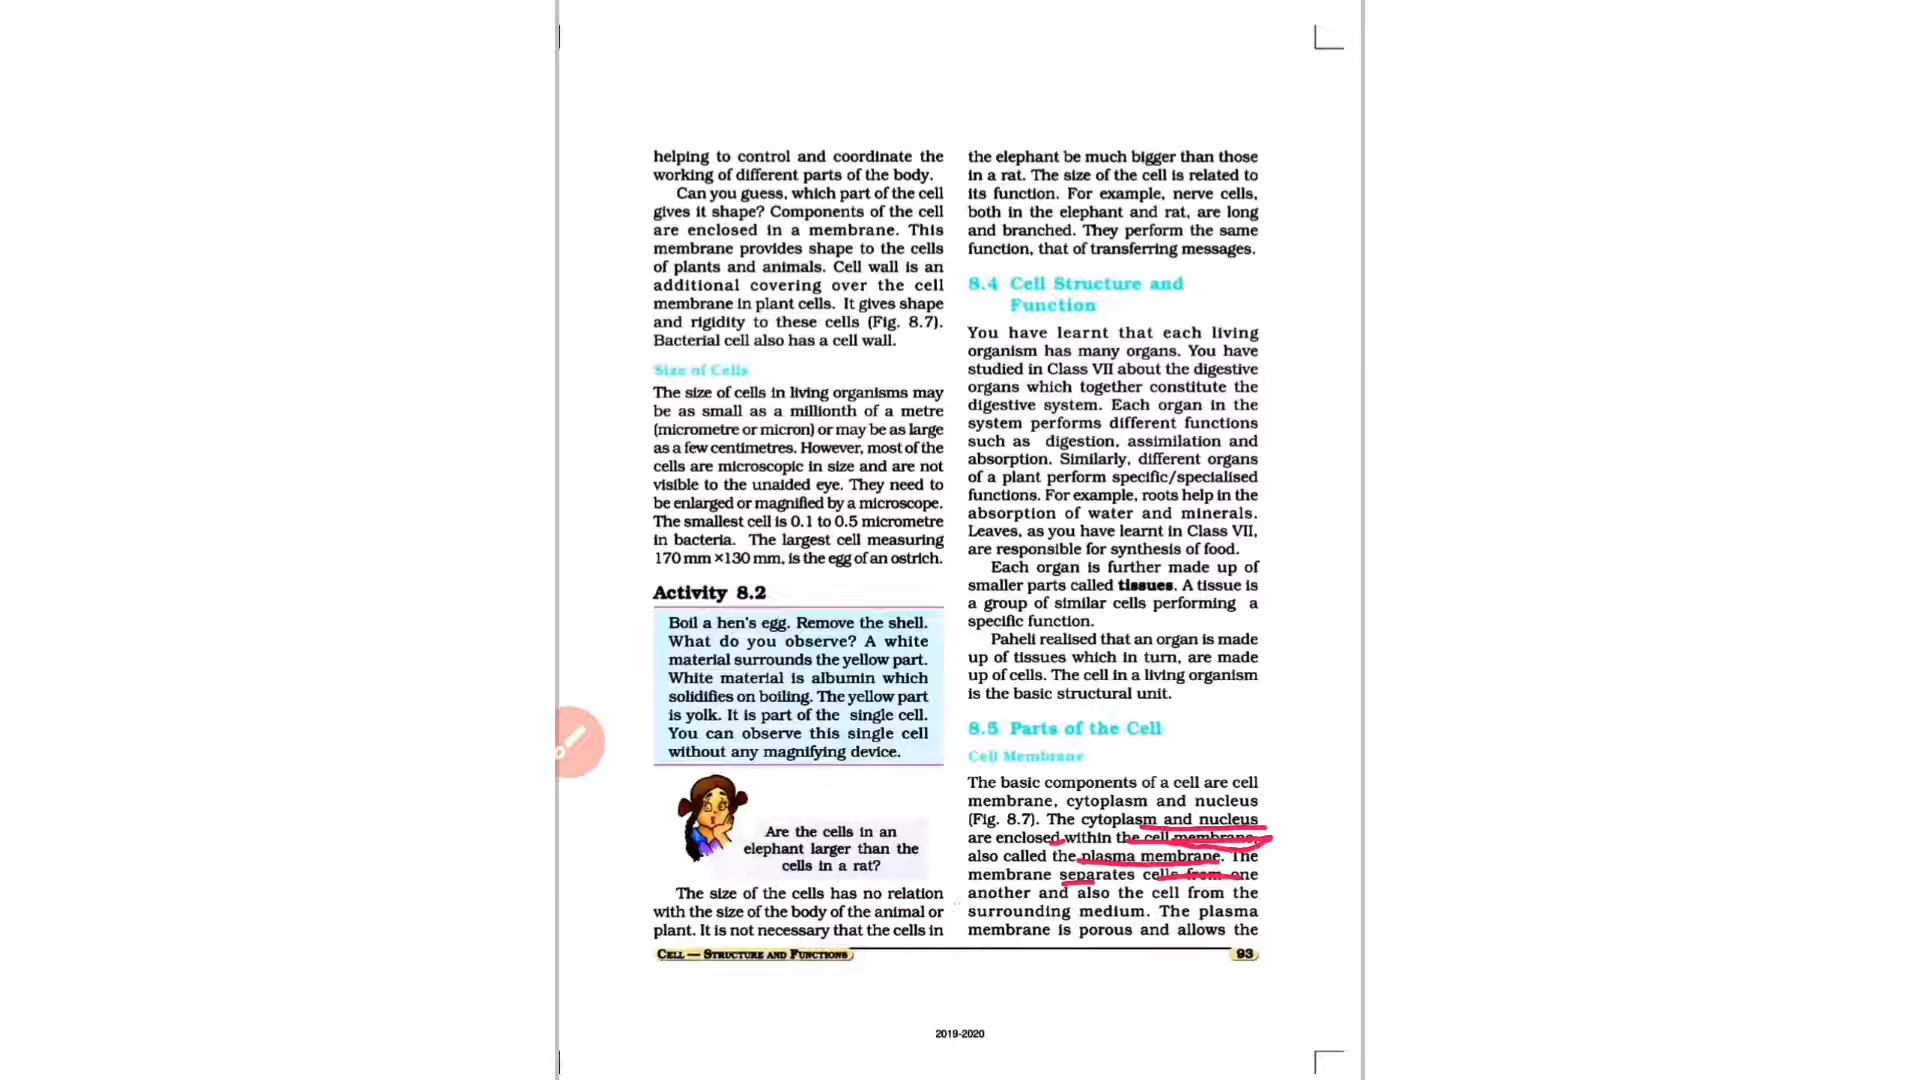 helping to control and coordinate the
working of different parts of the body.
Can you guess, which part of the cell
gives it shape? Components of the cell
are enclosed in a membrane. This
membrane provides shape to the cells
of plants and animals. Cell wall is an
additional covering over the cell
membrane in plant cells. It gives shape
and rigidity to these cells (Fig. 8.7).
Bacterial cell also has a cell wall.
Size of Cells
The size of cells in living organisms may
be as small as a millionth of a metre
(micrometre or micron) or may be as large
as a few centimetres. However, most of the
cells are microscopic in size and are not
visible to the unaided eye. They need to
be enlarged or magnified by a microscope.
The smallest cell is 0.1 to 0.5 micrometre
in bacteria. The largest cell measuring
170 mm ×130 mm, is the egg of an ostrich.
Activity 8.2
Boil a hen's egg. Remove the shell.
What do you observe? A white
material surrounds the yellow part.
White material is albumin which
solidifies on boiling. The yellow part
is yolk. It is part of the single cell.
You can observe this single cell
without any magnifying device.
Are the cells in an
elephant larger than the
cells in a rat?
The size of the cells has no relation
with the size of the body of the animal or
plant. It is not necessary that the cells in
the elephant be much bigger than those
in a rat. The size of the cell is related to
its function. For example, nerve cells,
both in the elephant and rat, are long
and branched. They perform the same
function, that of transferring messages.
8.4 Cell Structure and
Function
You have learnt that each living
organism has many organs. You have
studied in Class VII about the digestive
organs which together constitute the
digestive system. Each organ in the
system performs different functions
such as digestion, assimilation and
absorption. Similarly, different organs
of a plant perform specific/specialised
functions. For example, roots help in the
absorption of water and minerals.
Leaves, as you have learnt in Class VII,
are responsible for synthesis of food.
Each organ is further made up of
smaller parts called tissues. A tissue is
a group of similar cells performing a
specific function.
Paheli realised that an organ is made
up of tissues which in turn, are made
up of cells. The cell in a living organism
is the basic structural unit.
8.5 Parts of the Cell
Cell Membrane
The basic components of a cell are cell
membrane, cytoplasm and nucleus
(Fig. 8.7). The cytoplasm and nucleus
are enclosed within the cell membrane,
also called the plasma membrane. The
membrane separates cells from one
another and also the cell from the
surrounding medium. The plasma
membrane is porous and allows the
CELL — STRUCTURE AND FUNCTIONS
93
2019-2020